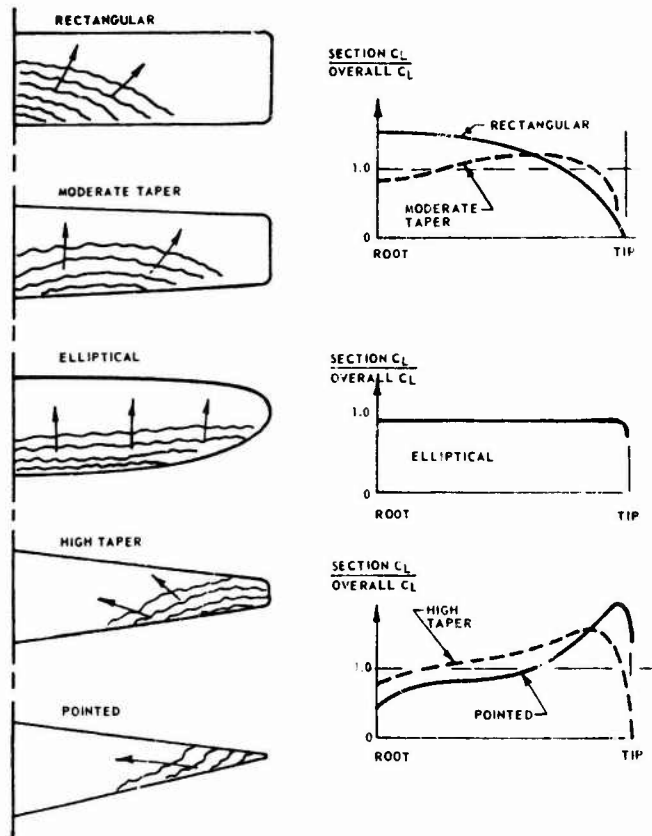 RECTANGULAR
MODERATE TAPER
ELLIPTICAL
HIGH TAPER
POINTED
SECTION CL
OVERALL CL
RECTANGULAR
1.0
MODERATE
TAPER
0
ROOT
TIP
SECTION CL
OVERALL CL
1.0
ELLIPTICAL
0
ROOT
TIP
SECTION CL
OVERALL CL
HIGH
TAPER
1.0
POINTED
0
ROOT
TIP